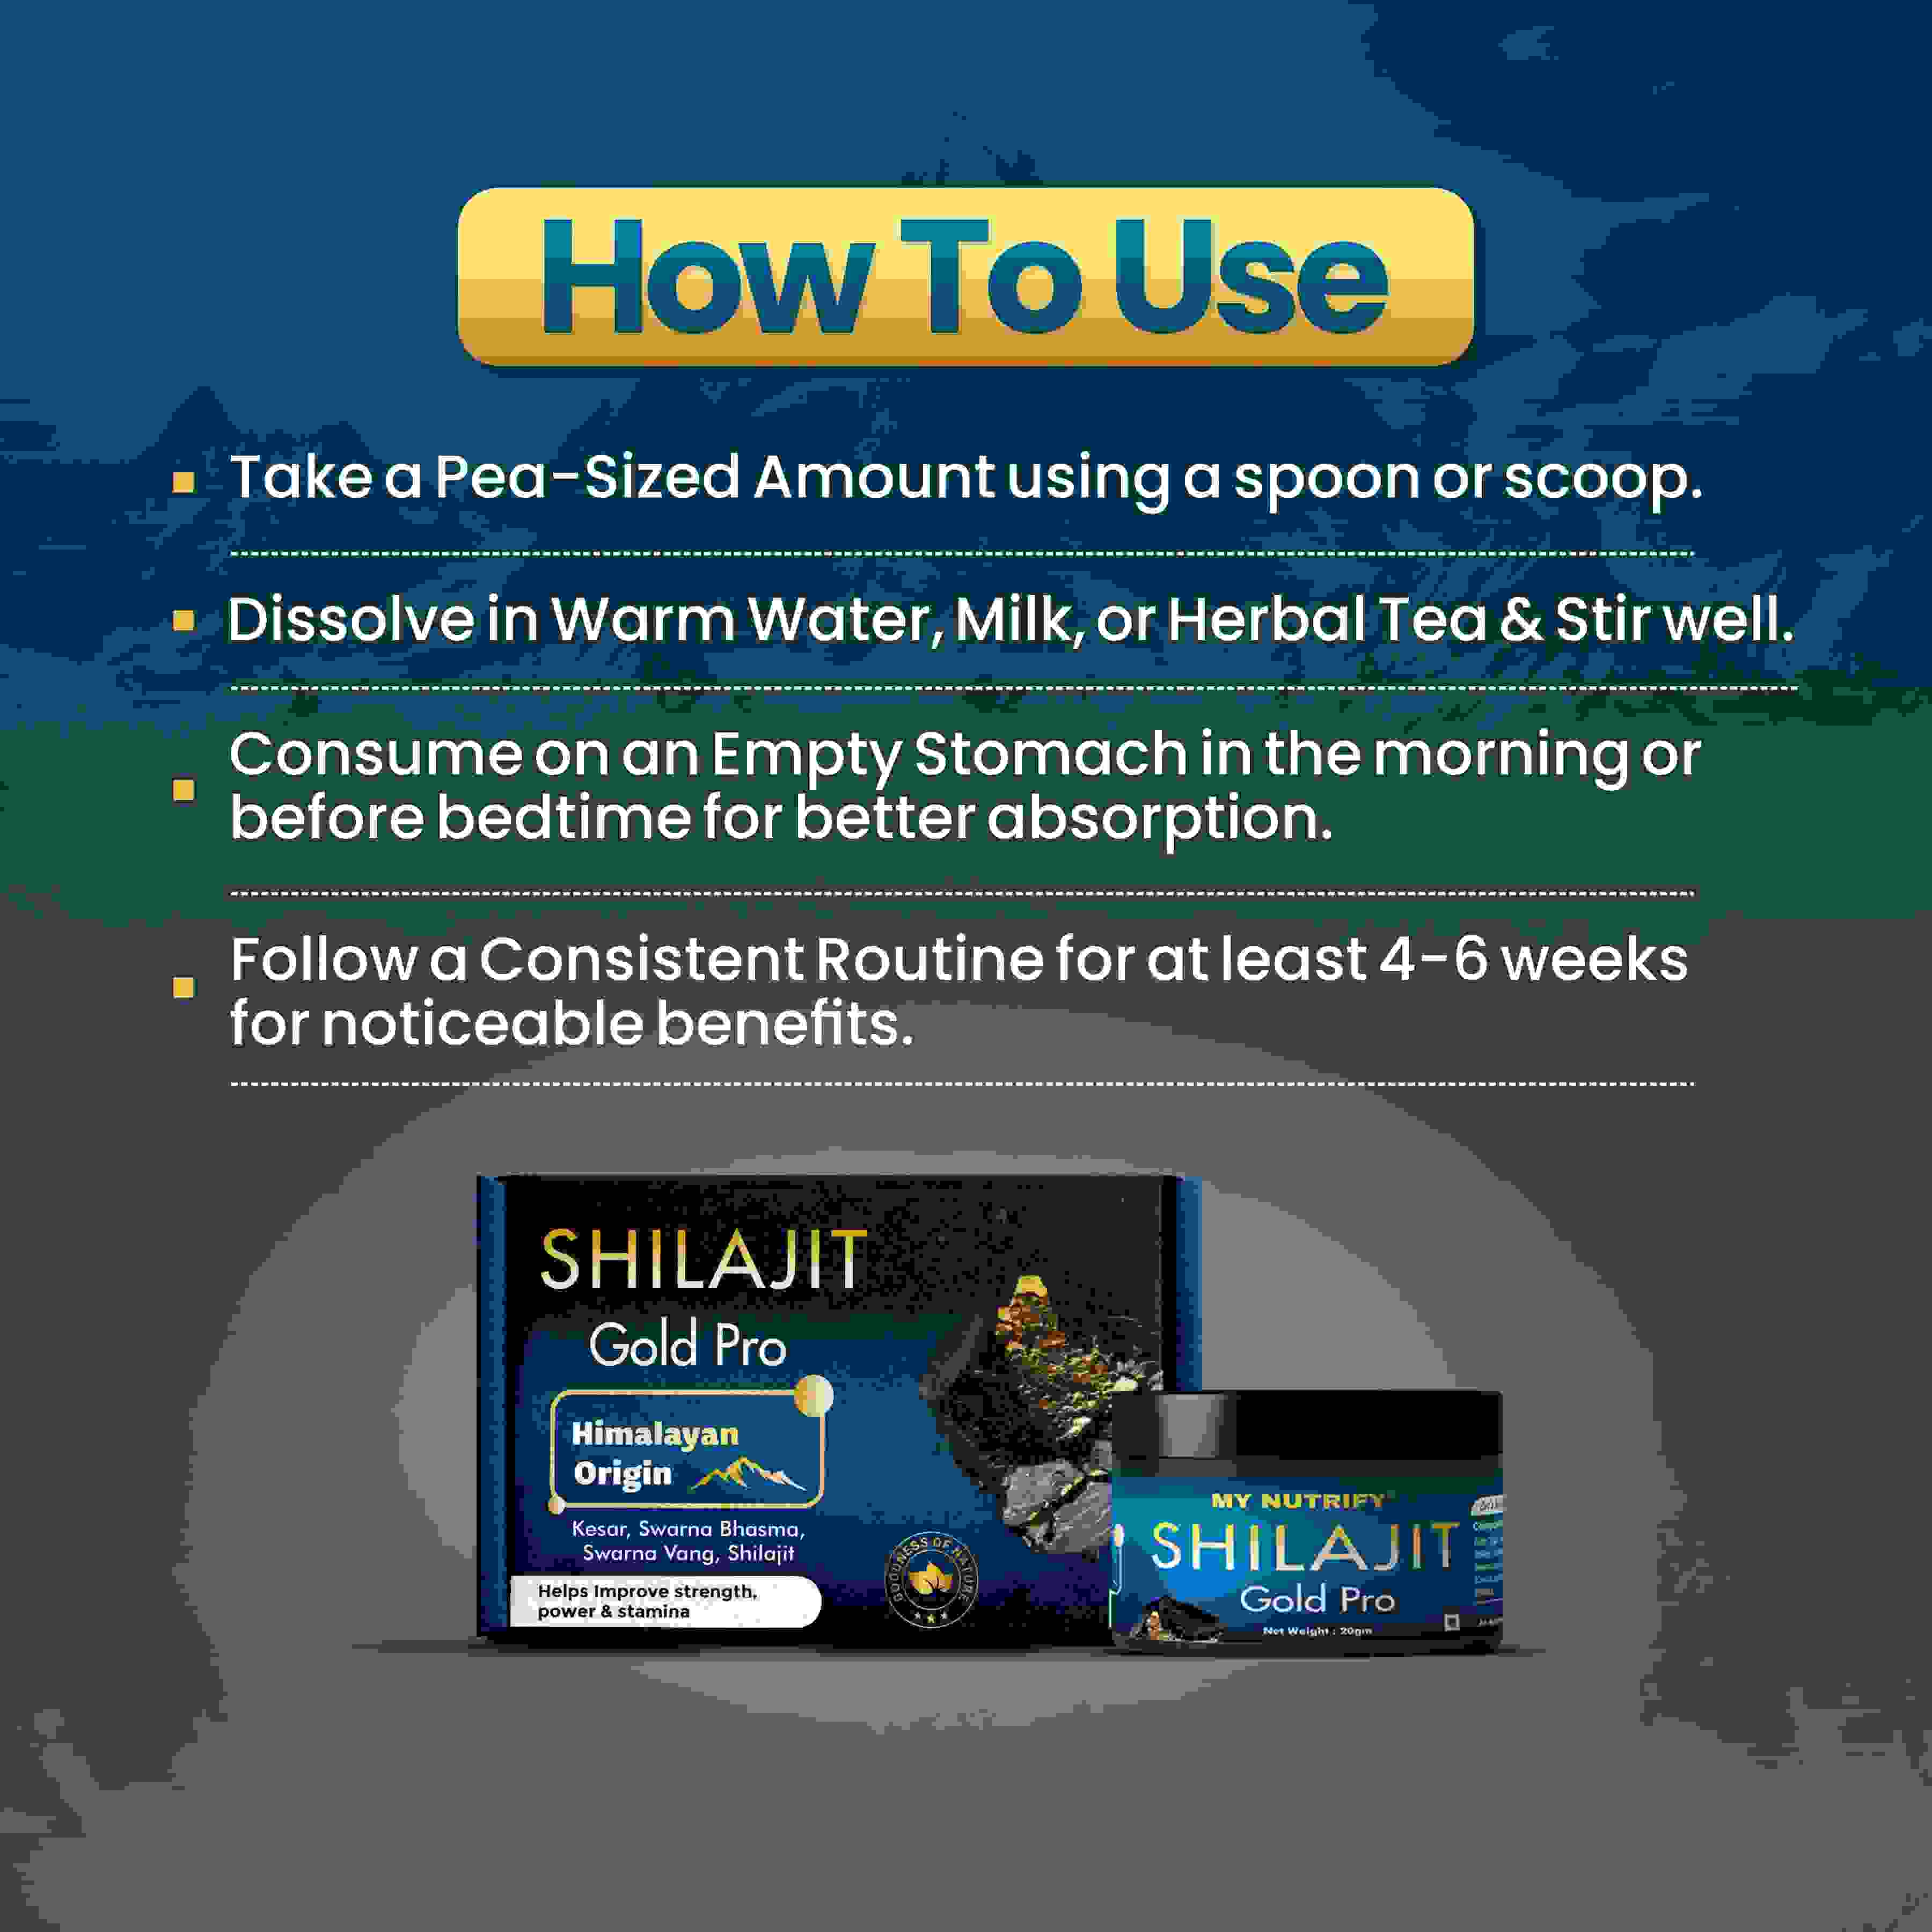 How To Use
Take a Pea-Sized Amount using a spoon or scoop.
Dissolve in Warm Water, Milk, or Herbal Tea & Stir well.
Consume on an Empty Stomach in the morning or
before bedtime for better absorption.
Follow a Consistent Routine for at least 4-6 weeks
for noticeable benefits.
SHILAJIT
Gold Pro
Himalayan
Origin
Kesar, Swarna Bhasma,
Swarna Vang, Shilajit
Helps Improve strength,
power & stamina
GOODNESS OF NATURE
MY NUTRIFY
SHILAJIT
Gold Pro
Net Weight : 20gm